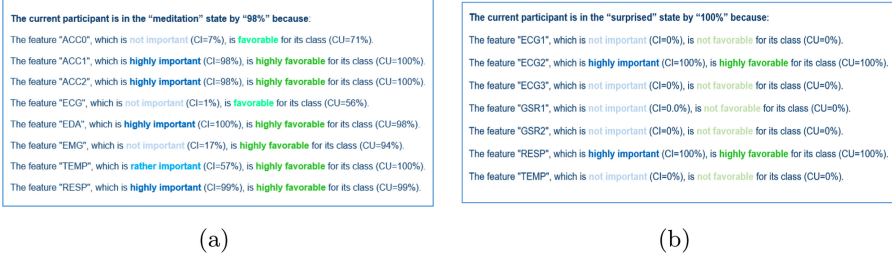 The current participant is in the “meditation” state by “98%” because:
The feature "ACC0", which is not important (CI=7%), is favorable for its class (CU=71%).
The feature "ACC1", which is highly important (CI=98%), is highly favorable for its class (CU=100%).
The feature "ACC2", which is highly important (CI=98%), is highly favorable for its class (CU=100%).
The feature "ECG", which is not important (CI=1%), is favorable for its class (CU=56%).
The feature "EDA", which is highly important (CI=100%), is highly favorable for its class (CU=98%).
The feature "EMG", which is not important (CI=17%), is highly favorable for its class (CU=94%).
The feature "TEMP", which is rather important (CI=57%), is highly favorable for its class (CU=100%).
The feature "RESP", which is highly important (CI=99%), is highly favorable for its class (CU=99%).
(a)
The current participant is in the “surprised” state by “100%” because:
The feature "ECG1", which is not important (CI=0%), is not favorable for its class (CU=0%).
The feature "ECG2", which is highly important (CI=100%), is highly favorable for its class (CU=100%).
The feature "ECG3", which is not important (CI=0%), is not favorable for its class (CU=0%).
The feature "GSR1", which is not important (CI=0.0%), is not favorable for its class (CU=0%).
The feature "GSR2", which is not important (CI=0%), is not favorable for its class (CU=0%).
The feature "RESP", which is highly important (CI=100%), is highly favorable for its class (CU=100%).
The feature "TEMP", which is not important (CI=0%), is not favorable for its class (CU=0%).
(b)